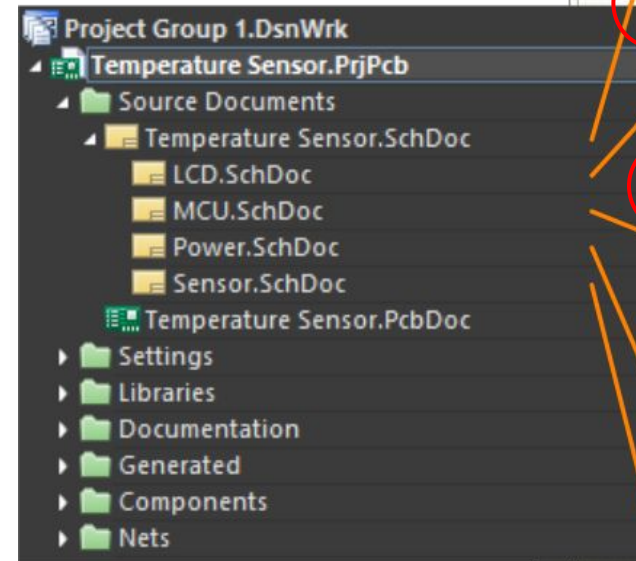 Project Group 1.DsnWrk
Temperature Sensor.PrjPcb
Source Documents
Temperature Sensor.SchDoc
LCD.SchDoc
MCU.SchDoc
Power.SchDoc
Sensor.SchDoc
Temperature Sensor.PcbDoc
Settings
Libraries
Documentation
Generated
Components
Nets